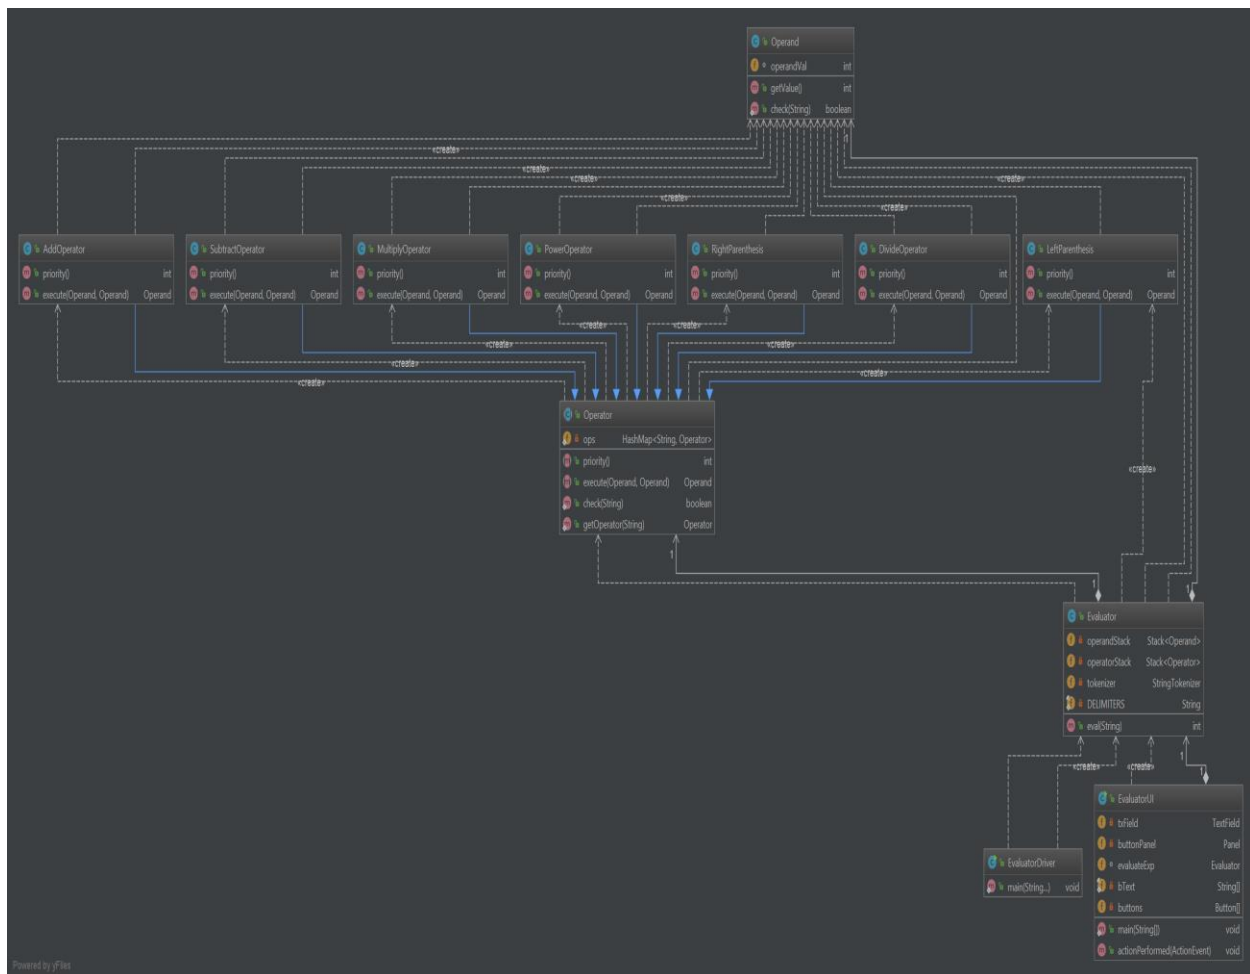 Operand
operandVal int
getValue() int
check(String) boolean
1
«create»
«create»
«create»
«create»
«create»
«create»
«create»
AddOperator
priority() int
execute(Operand, Operand) Operand
SubtractOperator
priority() int
execute(Operand, Operand) Operand
MultiplyOperator
priority() int
execute(Operand, Operand) Operand
PowerOperator
priority() int
execute(Operand, Operand) Operand
RightParenthesis
priority() int
execute(Operand, Operand) Operand
DivideOperator
priority() int
execute(Operand, Operand) Operand
LeftParenthesis
priority() int
execute(Operand, Operand) Operand
«create»
«create»
«create»
«create»
«create»
«create»
«create»
Operator
ops HashMap<String, Operator>
priority() int
execute(Operand, Operand) Operand
check(String) boolean
getOperator(String) Operator
«create»
1
1
1
Evaluator
operandStack Stack<Operand>
operatorStack Stack<Operator>
tokenizer StringTokenizer
DELIMITERS String
eval(String) int
1
«create»
«create»
1
EvaluatorUI
txField TextField
buttonPanel Panel
evaluateExp Evaluator
bText String[]
buttons Button[]
main(String[]) void
actionPerformed(ActionEvent) void
EvaluatorDriver
main(String...) void
Powered by yFiles